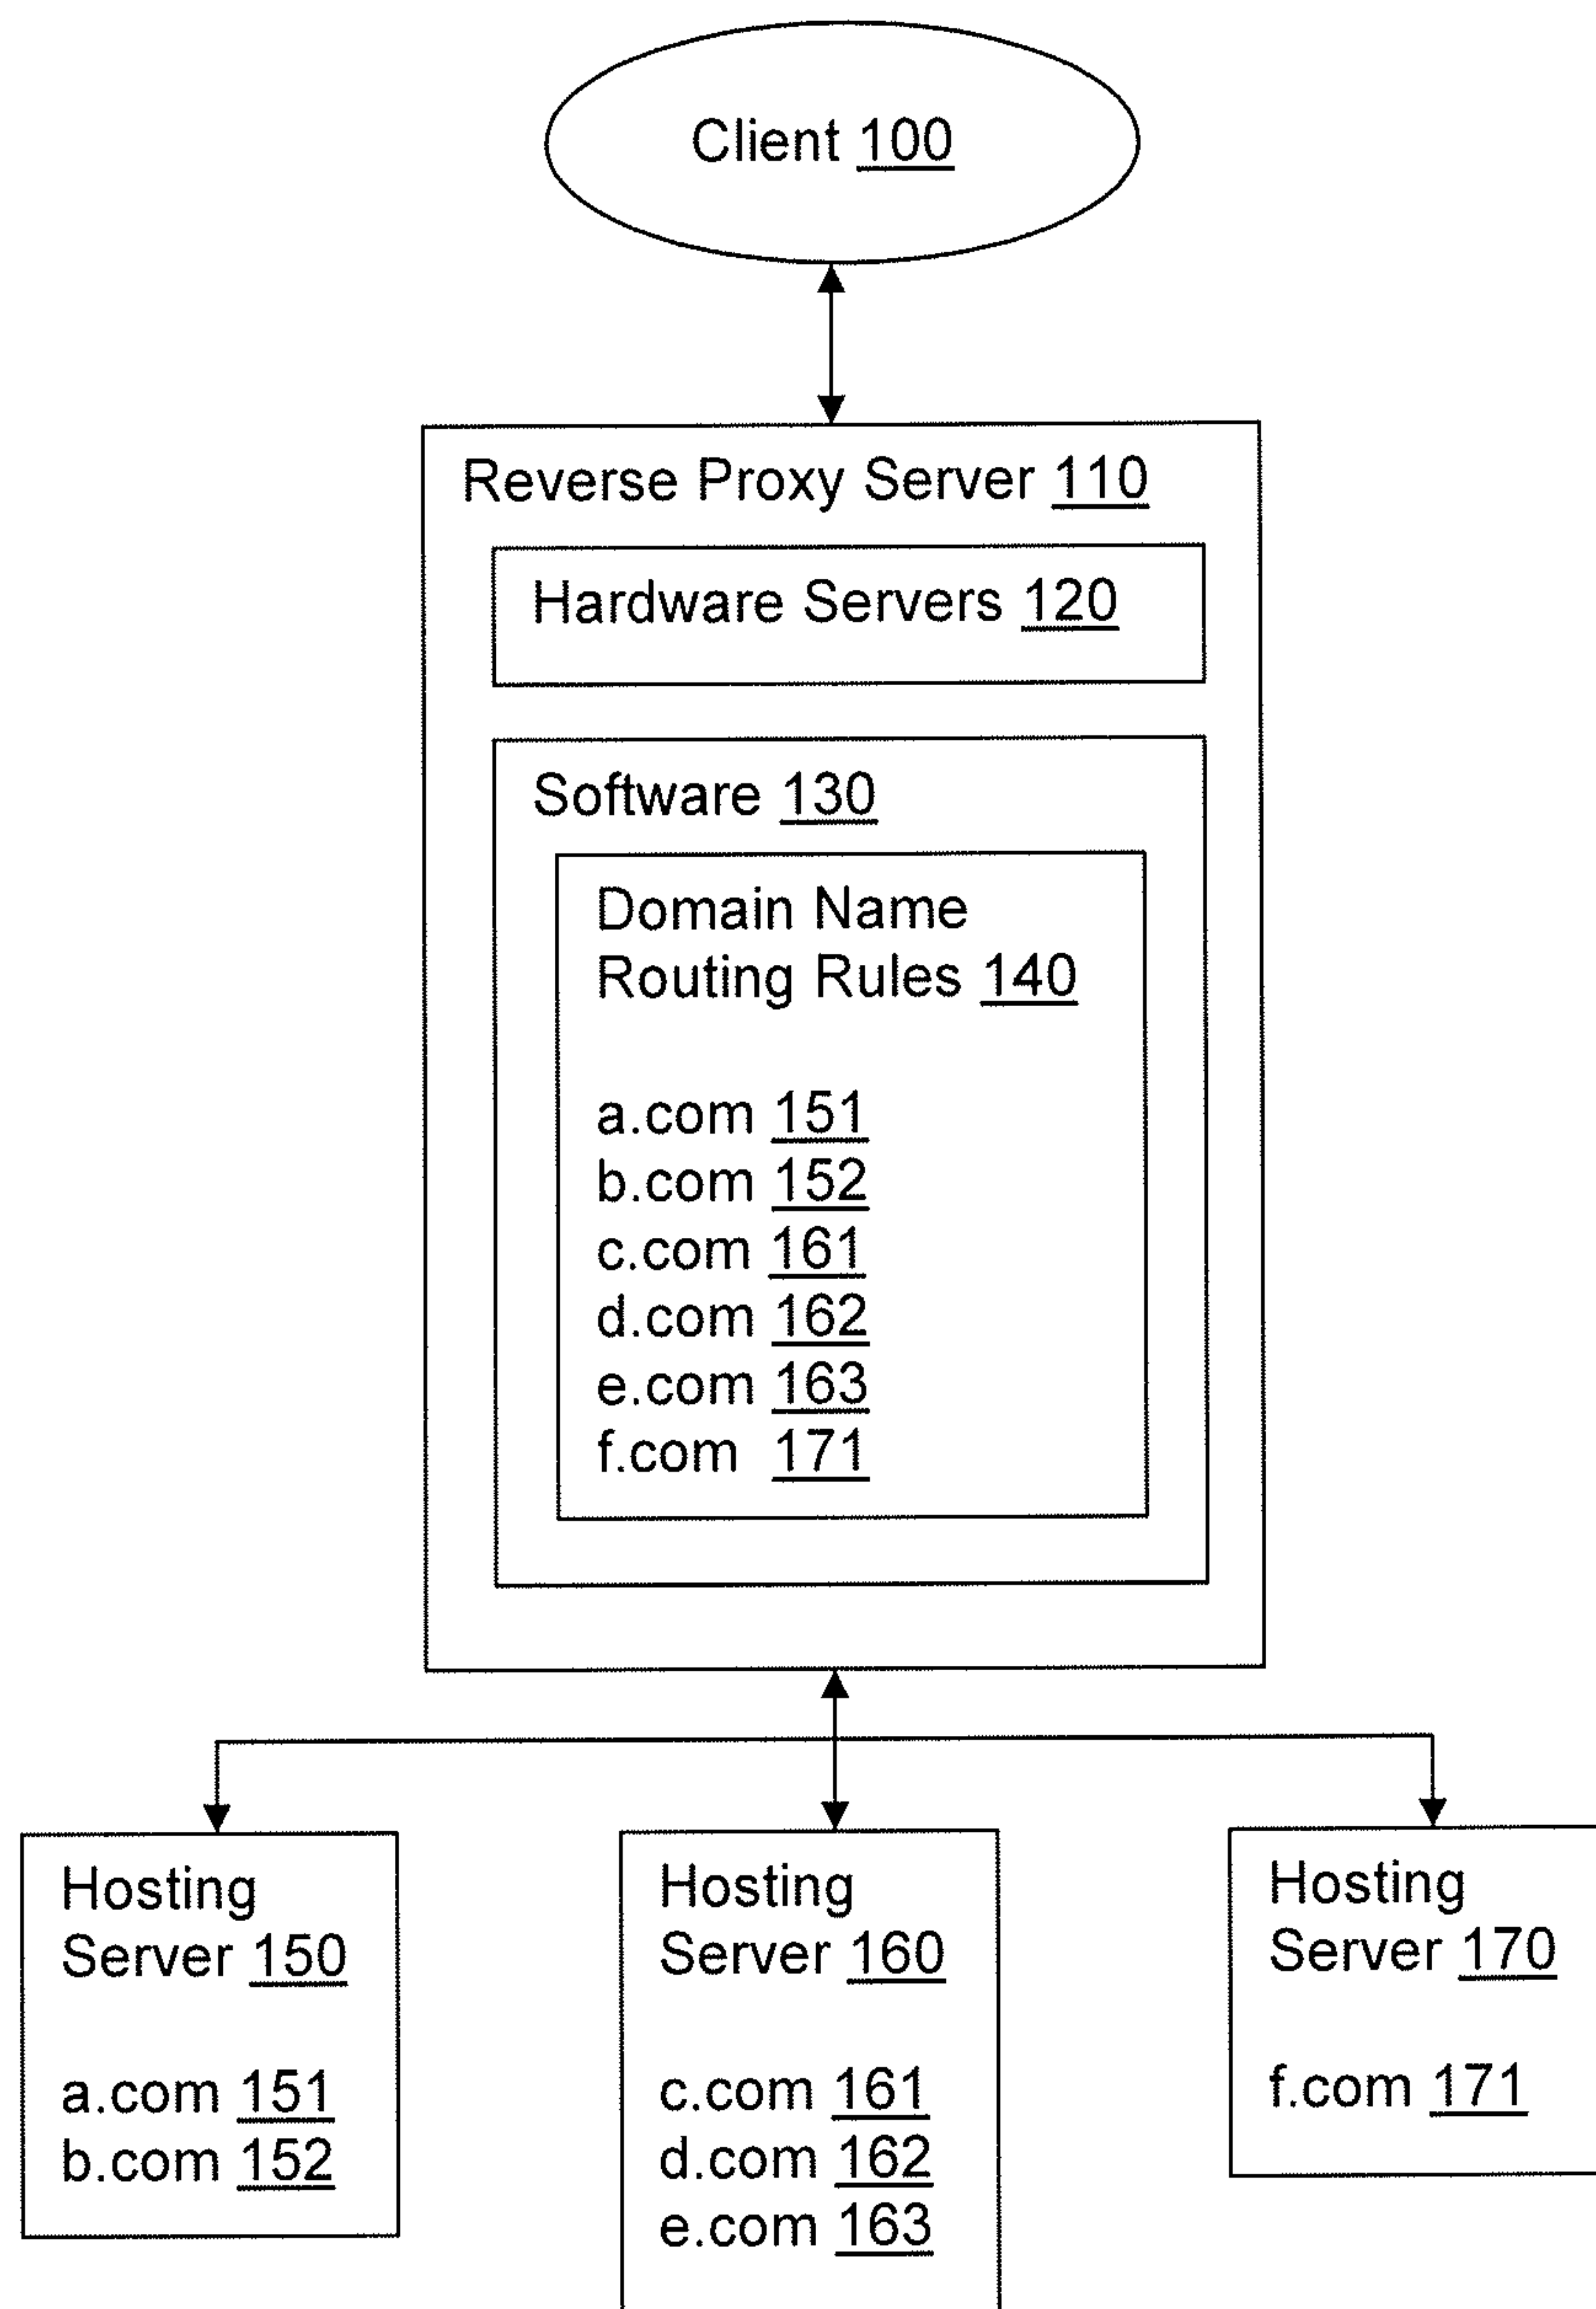 Client 100
Reverse Proxy Server 110
Hardware Servers 120
Software 130
Domain Name
Routing Rules 140
a.com 151
b.com 152
c.com 161
d.com 162
e.com 163
f.com 171
Hosting
Server 150
a.com 151
b.com 152
Hosting
Server 160
c.com 161
d.com 162
e.com 163
Hosting
Server 170
f.com 171